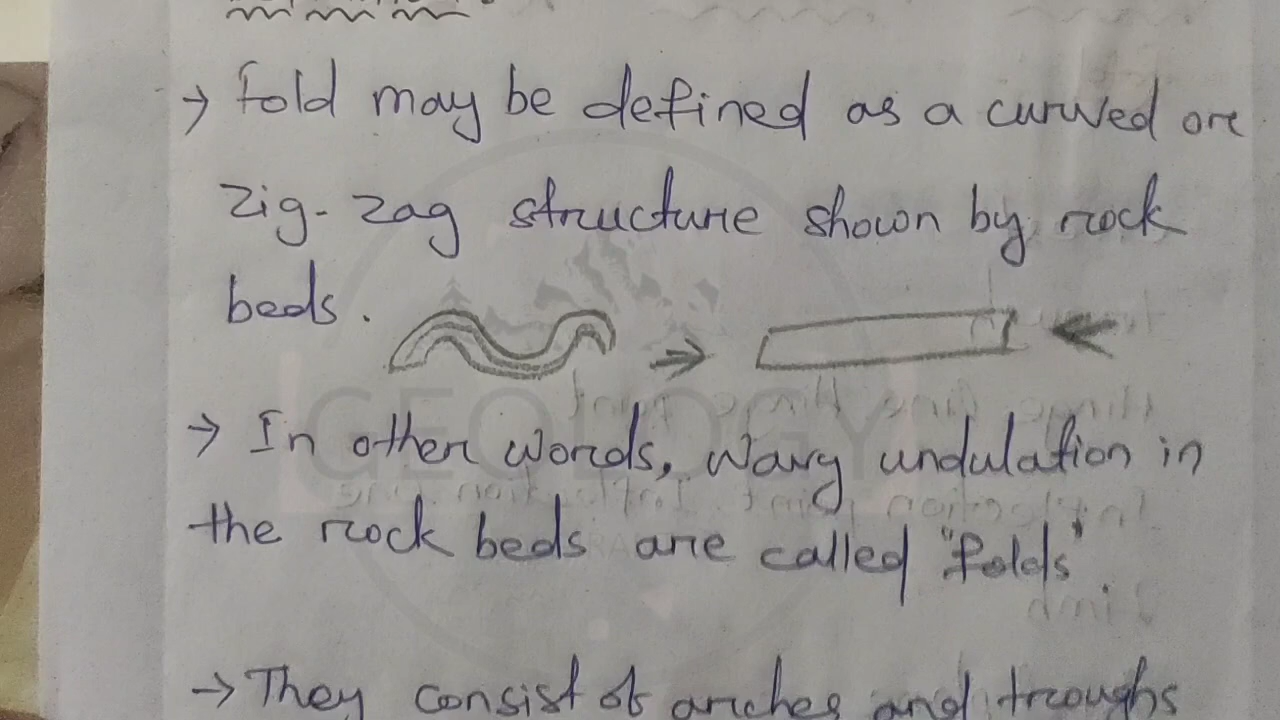 → Fold may be defined as a curved or
zig-zag structure shown by rock
beds.
→ In other words, wavy undulation in
the rock beds are called "folds".
→ They consist of arches and troughs
GEOLOGY